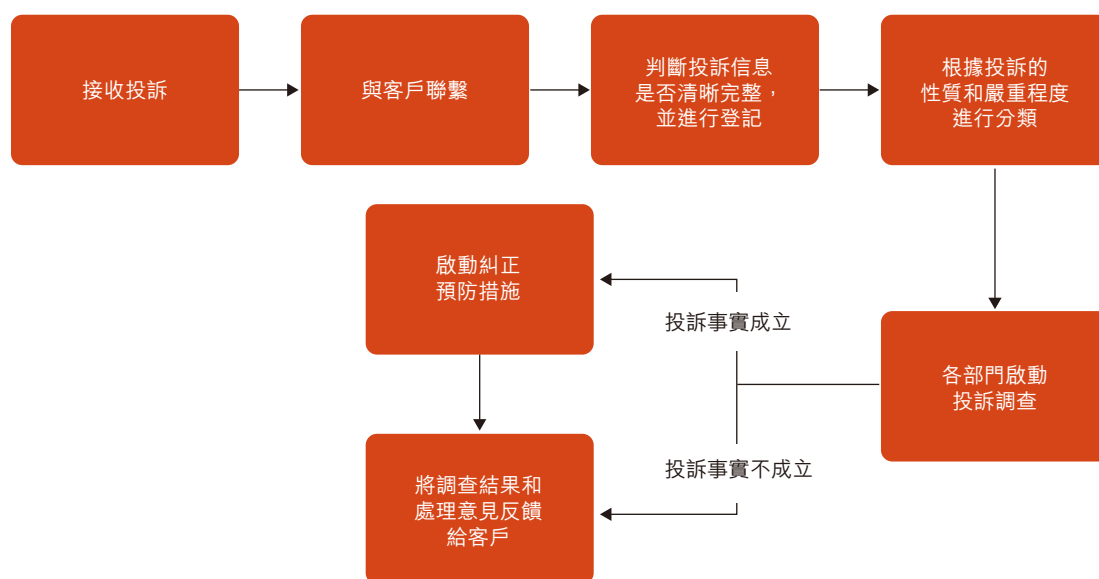 接收投訴
與客戶聯繫
判斷投訴信息
是否清晰完整，
並進行登記
根據投訴的
性質和嚴重程度
進行分類
啟動糾正
預防措施
投訴事實成立
各部門啟動
投訴調查
投訴事實不成立
將調查結果和
處理意見反饋
給客戶